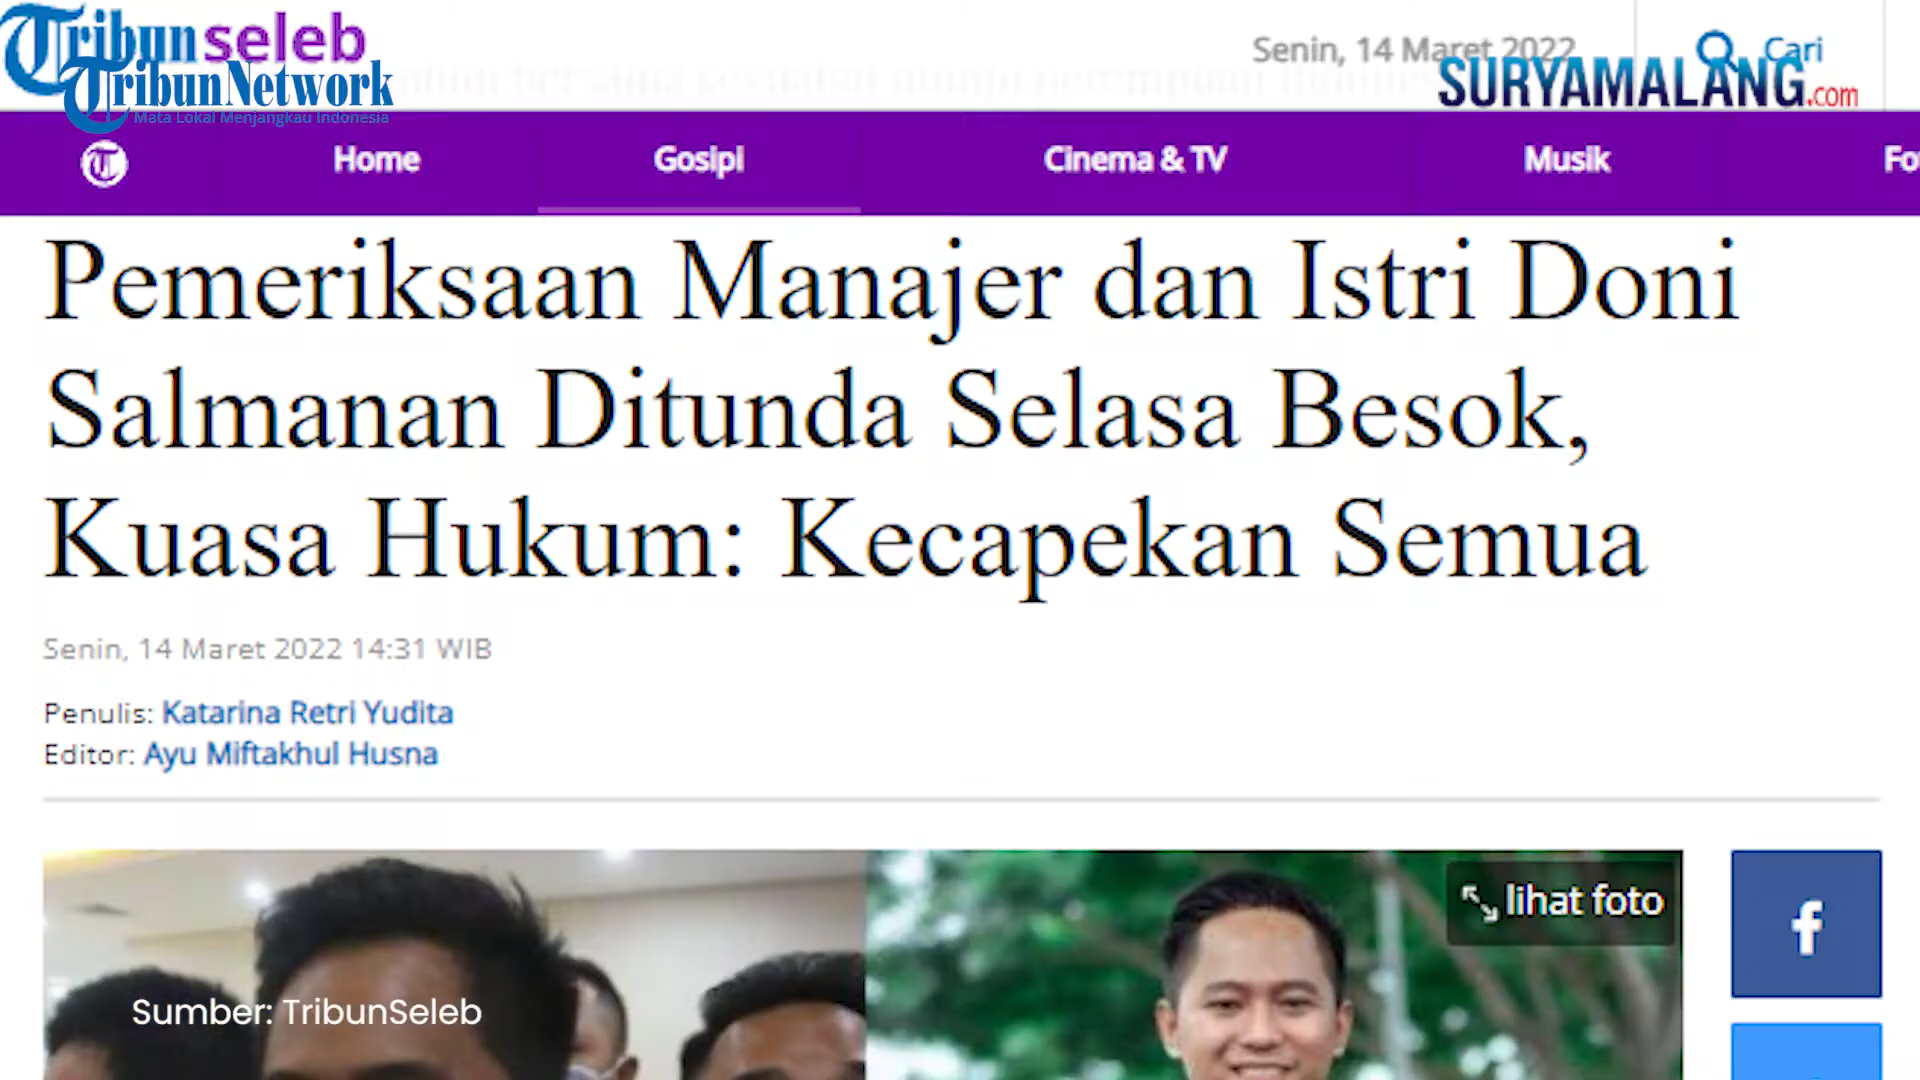 Tribunseleb
TribunNetwork
Mata Lokal Menjangkau Indonesia
Senin, 14 Maret 2022
Cari
SURYAMALANG.com
Home
Gosipi
Cinema & TV
Musik
Pemeriksaan Manajer dan Istri Doni
Salmanan Ditunda Selasa Besok,
Kuasa Hukum: Kecapekan Semua
Senin, 14 Maret 2022 14:31 WIB
Penulis: Katarina Retri Yudita
Editor: Ayu Miftakhul Husna
lihat foto
f
Sumber: TribunSeleb